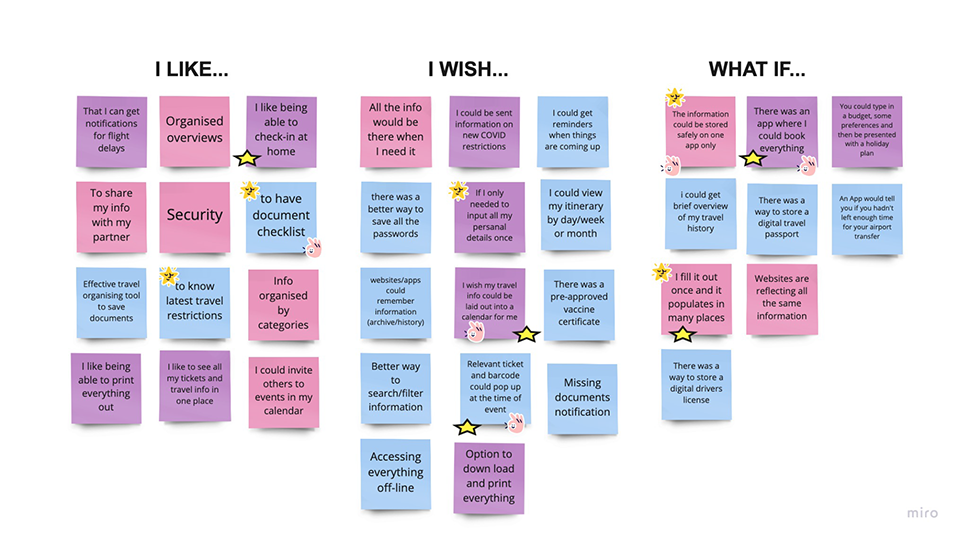 I LIKE...
That I can get
notifications
for flight
delays
Organised
overviews
I like being
able to
check-in at
home
To share
my info
with my
partner
Security
to have
document
checklist
Effective travel
organising tool
to save
documents
to know
latest travel
restrictions
Info
organised
by
categories
I like being
able to print
everything
out
I like to see all
my tickets and
travel info in
one place
I could invite
others to
events in my
calendar
I WISH...
All the info
would be
there when
I need it
I could be sent
information on
new COVID
restrictions
I could get
reminders
when things
are coming up
there was a
better way to
save all the
passwords
If I only
needed to
input all my
persanal
details once
I could view
my itinerary
by day/week
or month
websites/apps
could
remember
information
(archive/history)
I wish my travel
info could be
laid out into a
calendar for me
There was a
pre-approved
vaccine
certificate
Better way
to
search/filter
information
Relevant ticket
and barcode
could pop up
at the time of
event
Missing
documents
notification
Accessing
everything
off-line
Option to
down load
and print
everything
WHAT IF...
The information
could be stored
safely on one
app only
There was an
app where I
could book
everything
You could type in
a budget, some
preferences and
then be presented
with a holiday
plan
i could get
brief overview
of my travel
history
There was a
way to store a
digital travel
passport
An App would tell
you if you hadn't
left enough time
for your airport
transfer
I fill it out
once and it
populates in
many places
Websites are
reflecting all
the same
information
There was a
way to store a
digital drivers
license
miro